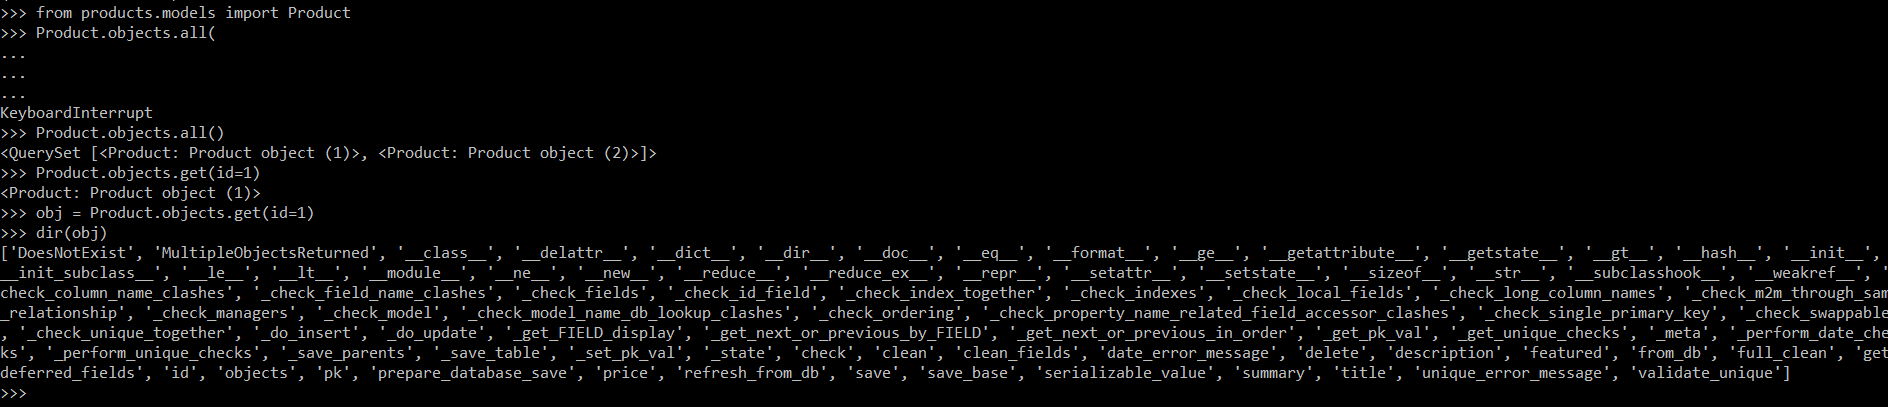 >>> from products.models import Product
>>> Product.objects.all(
...
...
...
KeyboardInterrupt
>>> Product.objects.all()
<QuerySet [<Product: Product object (1)>, <Product: Product object (2)>]>
>>> Product.objects.get(id=1)
<Product: Product object (1)>
>>> obj = Product.objects.get(id=1)
>>> dir(obj)
['DoesNotExist', 'MultipleObjectsReturned', '__class__', '__delattr__', '__dict__', '__dir__', '__doc__', '__eq__', '__format__', '__ge__', '__getattribute__', '__getstate__', '__gt__', '__hash__', '__init__',
__init_subclass__', '__le__', '__lt__', '__module__', '__ne__', '__new__', '__reduce__', '__reduce_ex__', '__repr__', '__setattr__', '__setstate__', '__sizeof__', '__str__', '__subclasshook__', '__weakref__', '
check_column_name_clashes', '_check_field_name_clashes', '_check_fields', '_check_id_field', '_check_index_together', '_check_indexes', '_check_local_fields', '_check_long_column_names', '_check_m2m_through_sam
_relationship', '_check_managers', '_check_model', '_check_model_name_db_lookup_clashes', '_check_ordering', '_check_property_name_related_field_accessor_clashes', '_check_single_primary_key', '_check_swappable
, '_check_unique_together', '_do_insert', '_do_update', '_get_FIELD_display', '_get_next_or_previous_by_FIELD', '_get_next_or_previous_in_order', '_get_pk_val', '_get_unique_checks', '_meta', '_perform_date_che
ks', '_perform_unique_checks', '_save_parents', '_save_table', '_set_pk_val', '_state', 'check', 'clean', 'clean_fields', 'date_error_message', 'delete', 'description', 'featured', 'from_db', 'full_clean', 'get
deferred_fields', 'id', 'objects', 'pk', 'prepare_database_save', 'price', 'refresh_from_db', 'save', 'save_base', 'serializable_value', 'summary', 'title', 'unique_error_message', 'validate_unique']
>>>